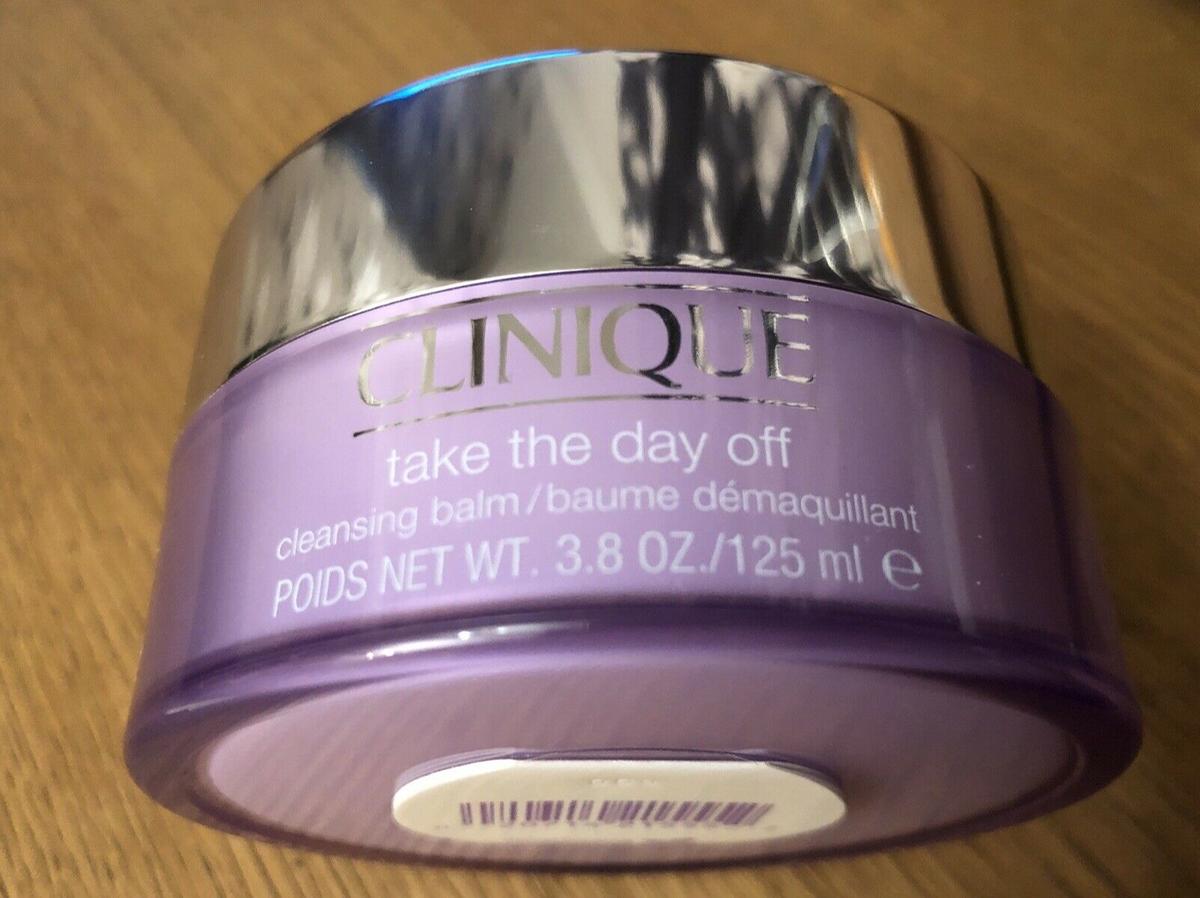 CLINIQUE
take the day off
cleansing balm/baume démaquillant
POIDS NET WT. 3.8 OZ./125 ml ℮